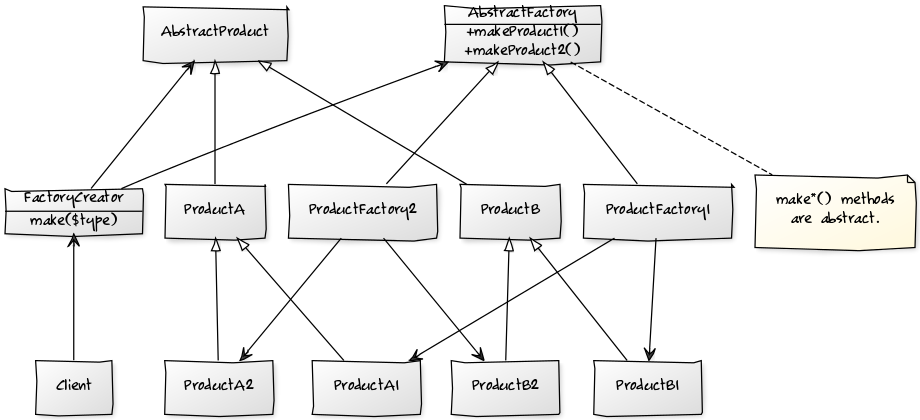 AbstractProduct
AbstractFactory
+makeProduct1()
+makeProduct2()
FactoryCreator
make($type)
ProductA
ProductFactory2
ProductB
ProductFactory1
make*() methods
are abstract.
Client
ProductA2
ProductA1
ProductB2
ProductB1